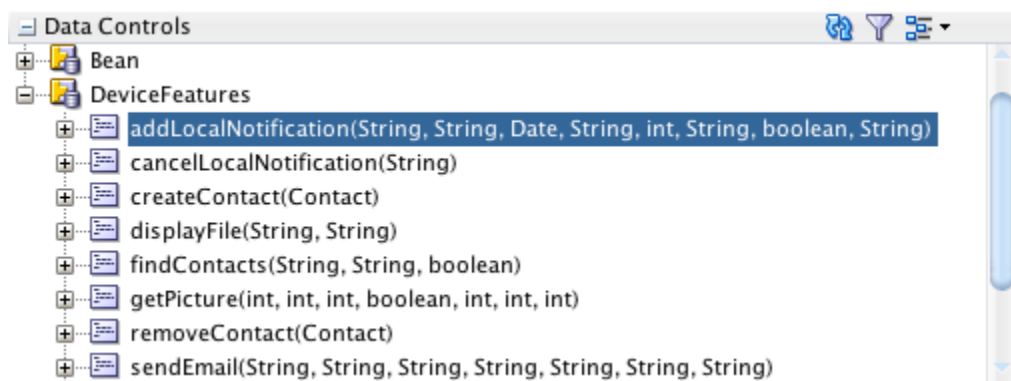 Data Controls
Bean
DeviceFeatures
addLocalNotification(String, String, Date, String, int, String, boolean, String)
cancelLocalNotification(String)
createContact(Contact)
displayFile(String, String)
findContacts(String, String, boolean)
getPicture(int, int, int, boolean, int, int, int)
removeContact(Contact)
sendEmail(String, String, String, String, String, String, String)